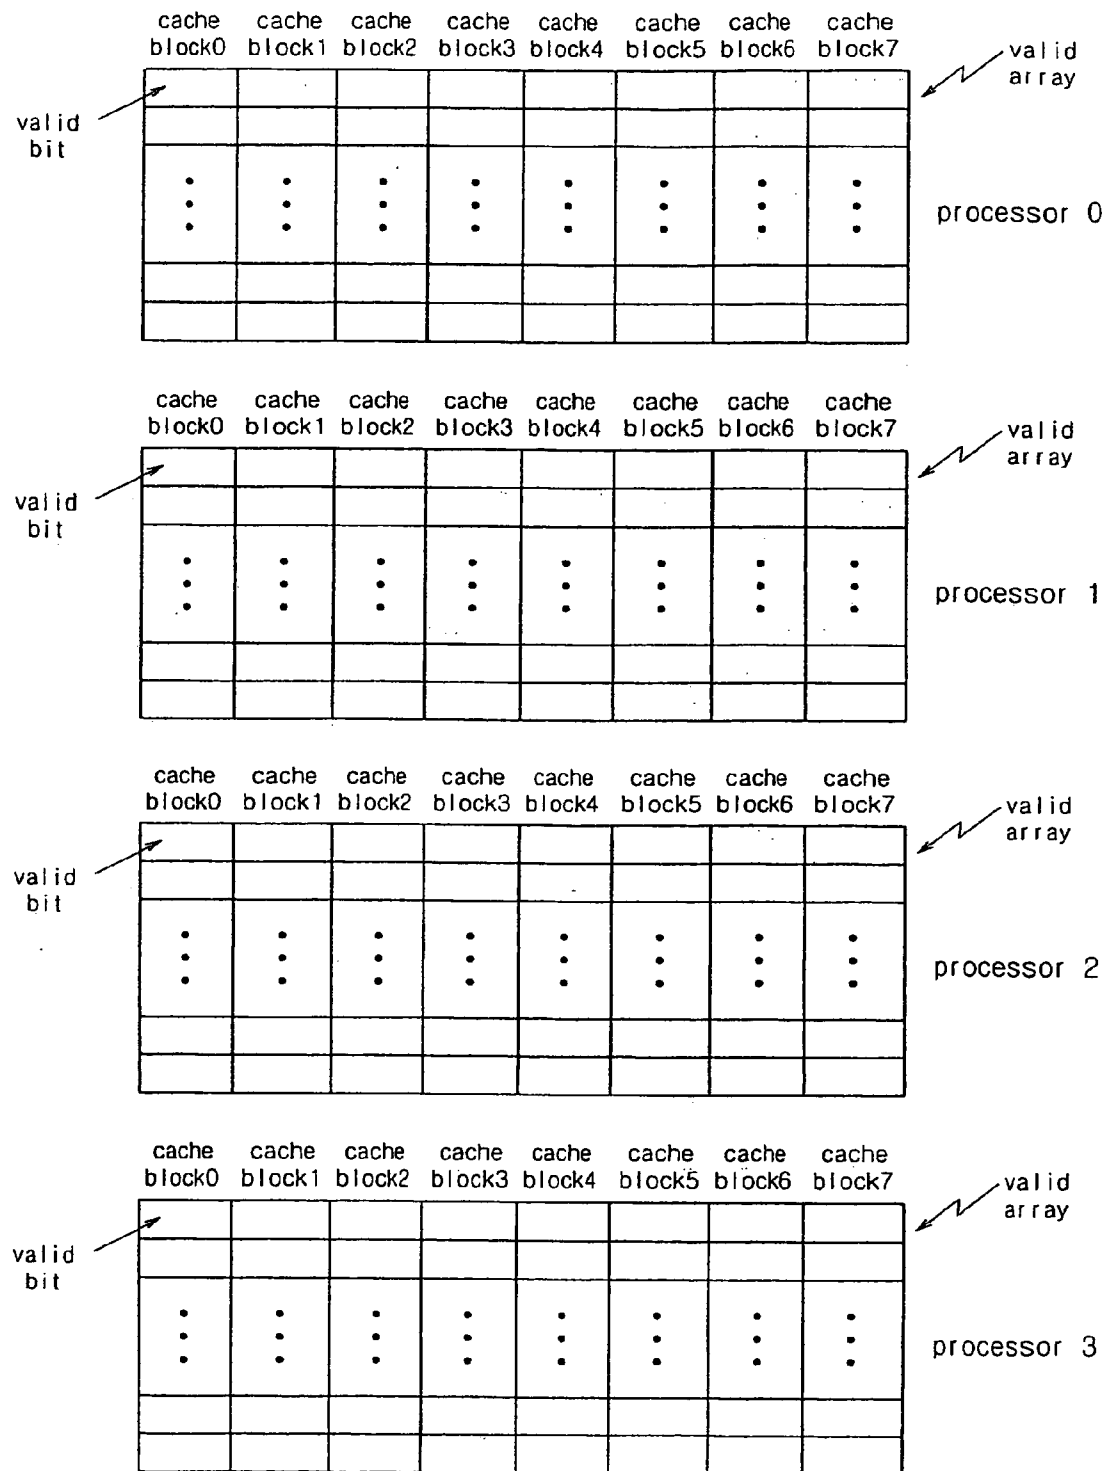 cache cache cache cache cache cache cache cache
block0 block1 block2 block3 block4 block5 block6 block7
valid
array
valid
bit
processor 0
cache cache cache cache cache cache cache cache
block0 block1 block2 block3 block4 block5 block6 block7
valid
array
valid
bit
processor 1
cache cache cache cache cache cache cache cache
block0 block1 block2 block3 block4 block5 block6 block7
valid
array
valid
bit
processor 2
cache cache cache cache cache cache cache cache
block0 block1 block2 block3 block4 block5 block6 block7
valid
array
valid
bit
processor 3